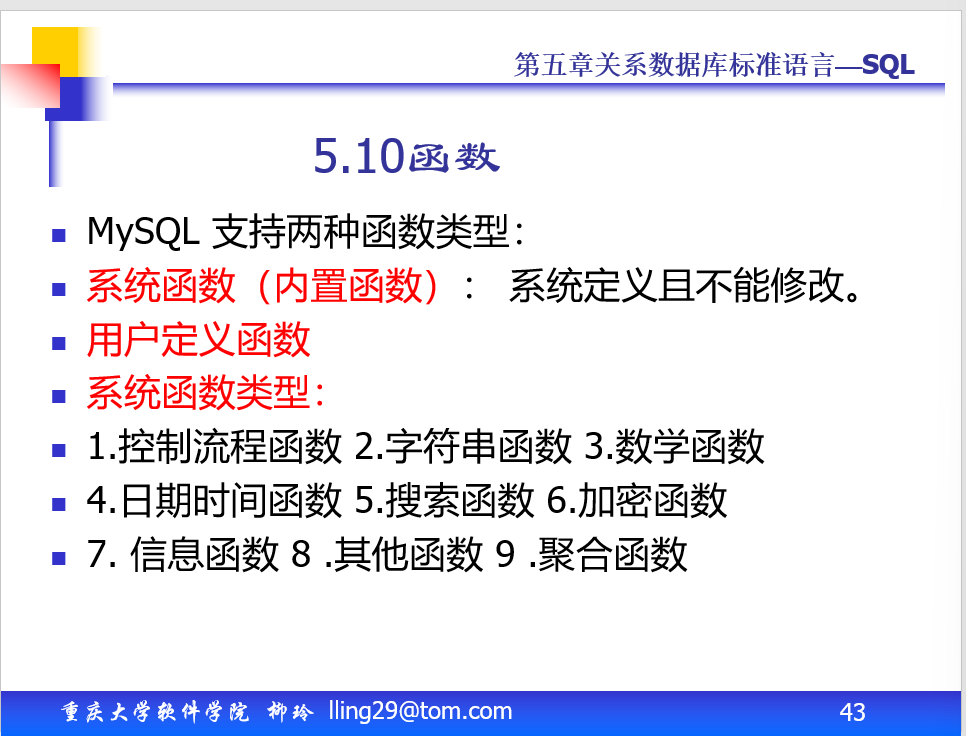 第五章关系数据库标准语言—SQL
5.10函数
MySQL 支持两种函数类型：
系统函数（内置函数）： 系统定义且不能修改。
用户定义函数
系统函数类型：
1.控制流程函数 2.字符串函数 3.数学函数
4.日期时间函数 5.搜索函数 6.加密函数
7. 信息函数 8 .其他函数 9 .聚合函数
重庆大学软件学院 柳玲 lling29@tom.com 43